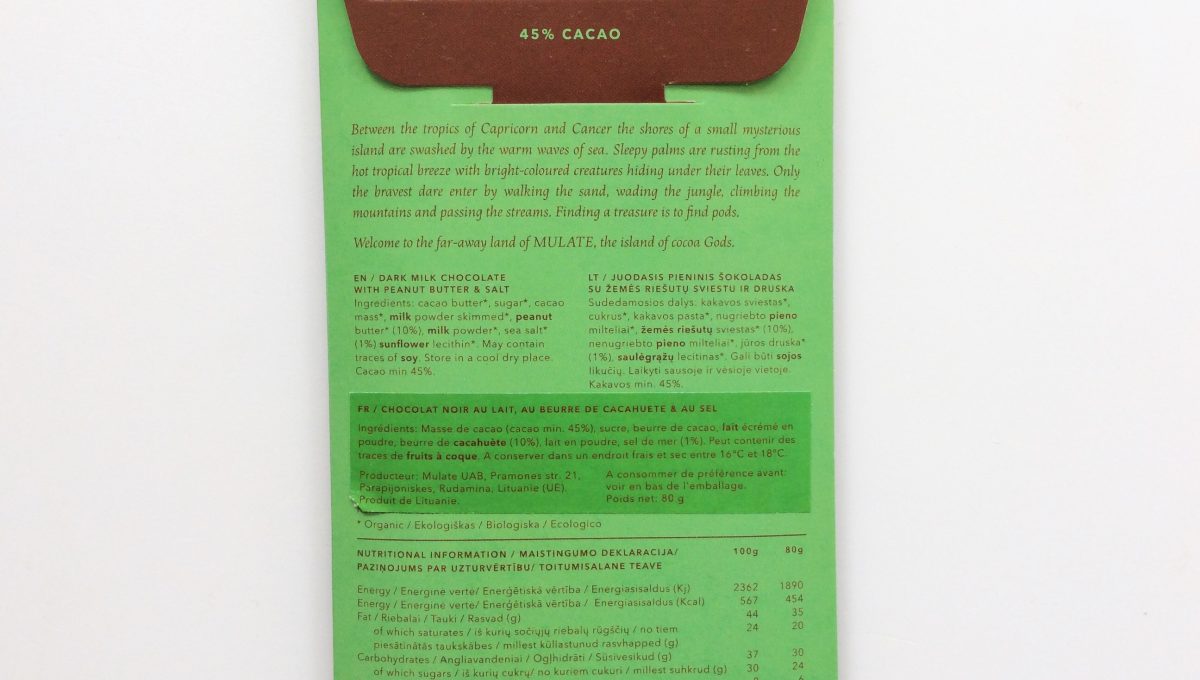 45% CACAO
Between the tropics of Capricorn and Cancer the shores of a small mysterious
island are swashed by the warm waves of sea. Sleepy palms are rusting from the
hot tropical breeze with bright-coloured creatures hiding under their leaves. Only
the bravest dare enter by walking the sand, wading the jungle, climbing the
mountains and passing the streams. Finding a treasure is to find pods.
Welcome to the far-away land of MULATE, the island of cocoa Gods.
EN / DARK MILK CHOCOLATE
WITH PEANUT BUTTER & SALT
Ingredients: cacao butter*, sugar*, cacao
mass*, milk powder skimmed*, peanut
butter* (10%), milk powder*, sea salt*
(1%) sunflower lecithin*. May contain
traces of soy. Store in a cool dry place.
Cacao min 45%.
LT / JUODASIS PIENINIS ŠOKOLADAS
SU ŽEMĖS RIEŠUTŲ SVIESTU IR DRUSKA
Sudedamosios dalys: kakavos sviestas*,
cukrus*, kakavos pasta*, nugriebto pieno
milteliai*, žemės riešutų sviestas* (10%),
nenugriebto pieno milteliai*, jūros druska*
(1%), saulėgrąžų lecitinas*. Gali būti sojos
likučių. Laikyti sausoje ir vėsioje vietoje.
Kakavos min. 45%.
FR / CHOCOLAT NOIR AU LAIT, AU BEURRE DE CACAHUETE & AU SEL
Ingrédients: Masse de cacao (cacao min. 45%), sucre, beurre de cacao, lait écrémé en
poudre, beurre de cacahuète (10%), lait en poudre, sel de mer (1%). Peut contenir des
traces de fruits à coque. A conserver dans un endroit frais et sec entre 16°C et 18°C.
Producteur: Mulate UAB, Pramones str. 21,
Parapijoniskes, Rudamina, Lituanie (UE).
Produit de Lituanie.
A consommer de préférence avant:
voir en bas de l'emballage.
Poids net: 80 g
* Organic / Ekologiškas / Biologiska / Ecologico
NUTRITIONAL INFORMATION / MAISTINGUMO DEKLARACIJA/ 100g 80g
PAZIŅOJUMS PAR UZTURVĒRTĪBU/ TOITUMISALANE TEAVE
Energy / Energinė vertė/ Enerģētiskā vērtība / Energiasisaldus (Kj) 2362 1890
Energy / Energinė vertė/ Enerģētiskā vērtība / Energiasisaldus (Kcal) 567 454
Fat / Riebalai / Tauki / Rasvad (g) 44 35
of which saturates / iš kurių sočiųjų riebalų rūgščių / no tiem 24 20
piesātinātās taukskābes / millest küllastunud rasvhapped (g)
Carbohydrates / Angliavandeniai / Ogļhidrāti / Süsivesikud (g) 37 30
of which sugars / iš kurių cukrų/ no kuriem cukuri / millest suhkrud (g) 30 24